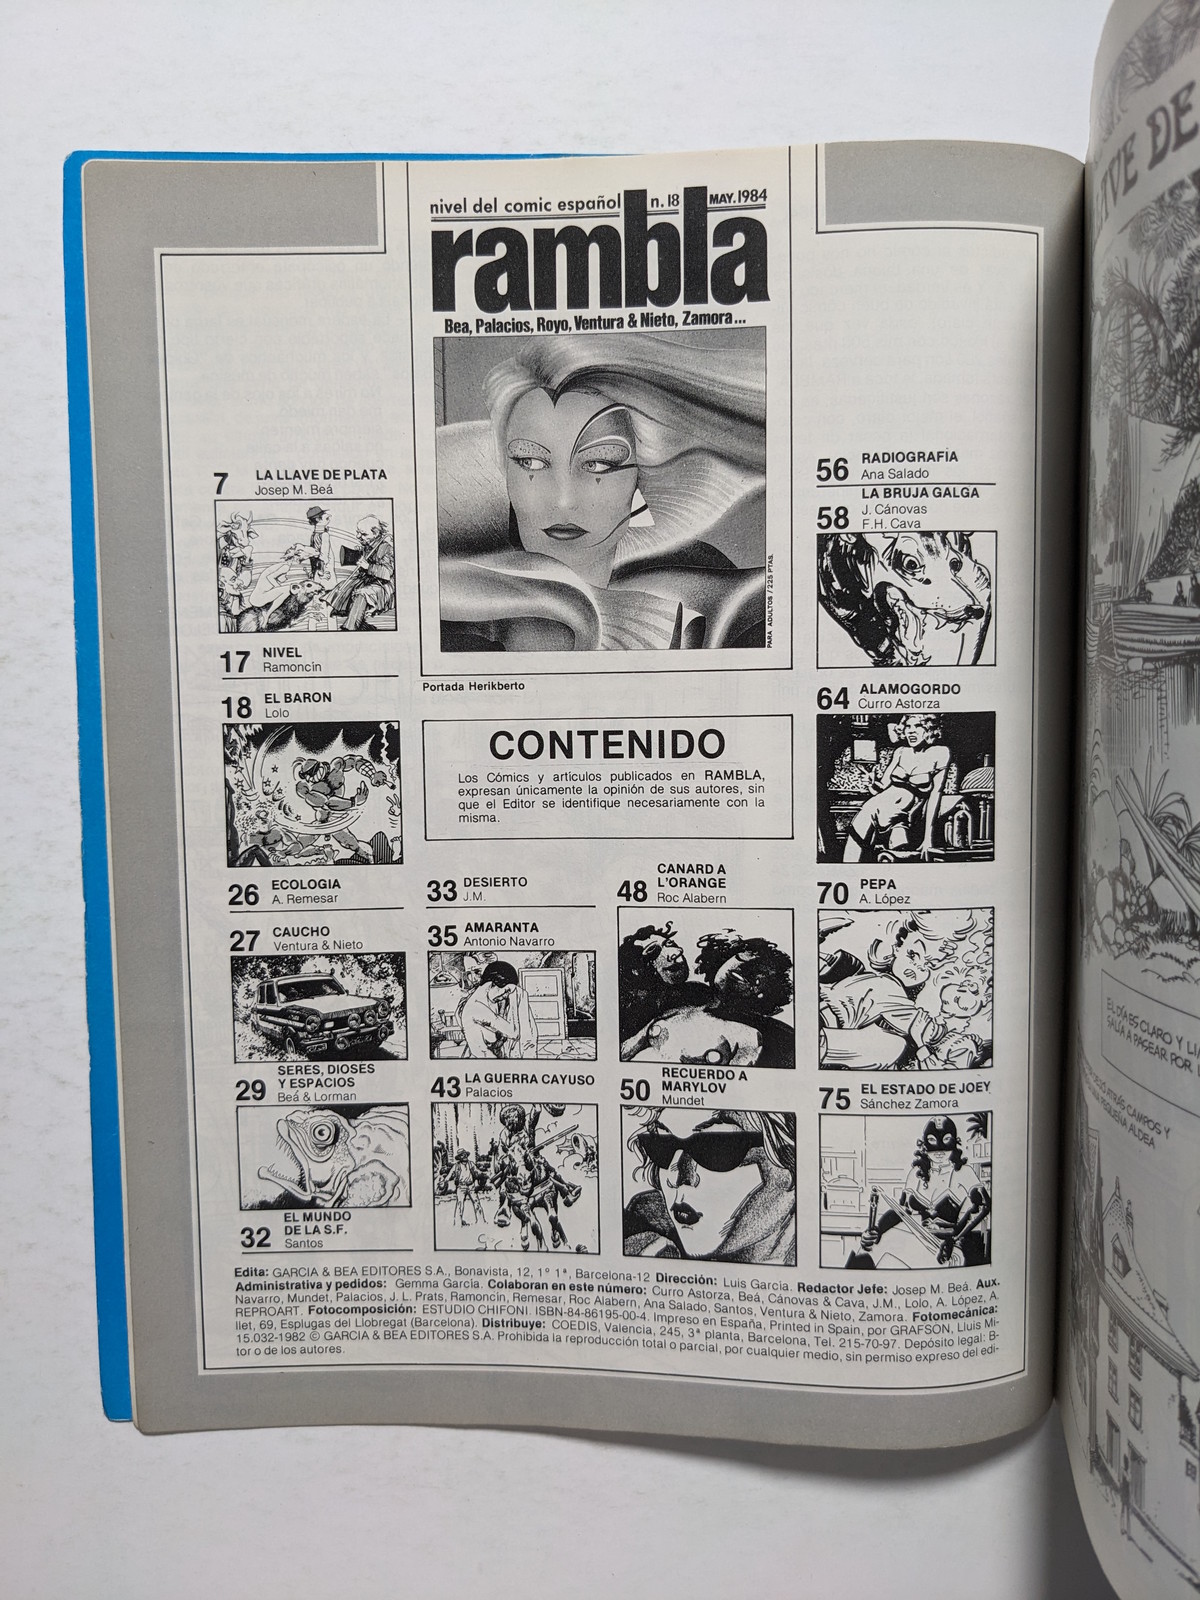 nivel del comic español n. 18 MAY. 1984
rambla
Bea, Palacios, Royo, Ventura & Nieto, Zamora...
PARA ADULTOS / 225 PTAS.
Portada Herikberto
CONTENIDO
Los Cómics y artículos publicados en RAMBLA,
expresan únicamente la opinión de sus autores, sin
que el Editor se identifique necesariamente con la
misma.
7 LA LLAVE DE PLATA
Josep M. Beá
17 NIVEL
Ramoncín
18 EL BARON
Lolo
26 ECOLOGIA
A. Remesar
27 CAUCHO
Ventura & Nieto
29 SERES, DIOSES
Y ESPACIOS
Beá & Lorman
32 EL MUNDO
DE LA S.F.
Santos
33 DESIERTO
J.M.
35 AMARANTA
Antonio Navarro
43 LA GUERRA CAYUSO
Palacios
48 CANARD A
L'ORANGE
Roc Alabern
50 RECUERDO A
MARYLOV
Mundet
56 RADIOGRAFÍA
Ana Salado
58 LA BRUJA GALGA
J. Cánovas
F.H. Cava
64 ALAMOGORDO
Curro Astorza
70 PEPA
A. López
75 EL ESTADO DE JOEY
Sánchez Zamora
Edita: GARCIA & BEA EDITORES S.A., Bonavista, 12, 1º 1ª, Barcelona-12 Dirección: Luis García. Redactor Jefe: Josep M. Beá. Aux.
Administrativa y pedidos: Gemma García. Colaboran en este número: Curro Astorza, Beá, Cánovas & Cava, J.M., Lolo, A. López, A.
Navarro, Mundet, Palacios, J. L. Prats, Ramoncín, Remesar, Roc Alabern, Ana Salado, Santos, Ventura & Nieto, Zamora. Fotomecánica:
REPROART. Fotocomposición: ESTUDIO CHIFONI. ISBN-84-86195-00-4. Impreso en España, Printed in Spain, por GRAFSON, Lluis Mi-
llet, 69, Esplugas del Llobregat (Barcelona). Distribuye: COEDIS, Valencia, 245, 3ª planta, Barcelona, Tel. 215-70-97. Depósito legal: B-
15.032-1982 © GARCIA & BEA EDITORES S.A. Prohibida la reproducción total o parcial, por cualquier medio, sin permiso expreso del edi-
tor o de los autores.
DE
EL DÍA ES CLARO Y
SALÍA A PASEAR POR
ATRÁS CAMPOS Y
ALDEA